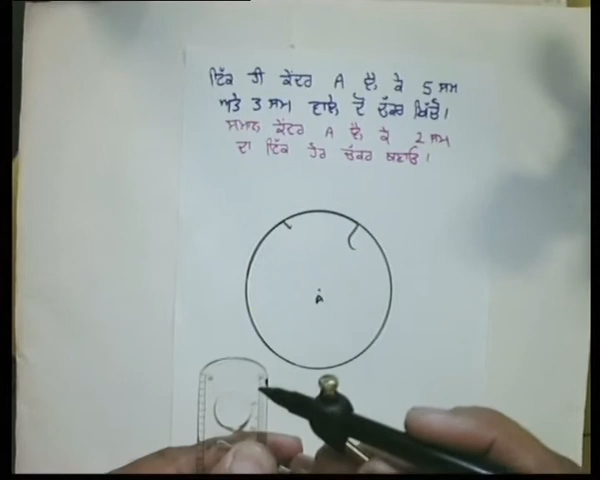 ਇੱਕ ਹੀ ਕੇਂਦਰ A ਲੈ ਕੇ 5 ਸਮ
ਅਤੇ 3 ਸਮ ਵਾਲੇ ਦੋ ਚੱਕਰ ਖਿੱਚੋ।
ਸਮਾਨ ਕੇਂਦਰ A ਲੈ ਕੇ 2 ਸਮ
ਦਾ ਇੱਕ ਹੋਰ ਚੱਕਰ ਬਣਾਓ।
A